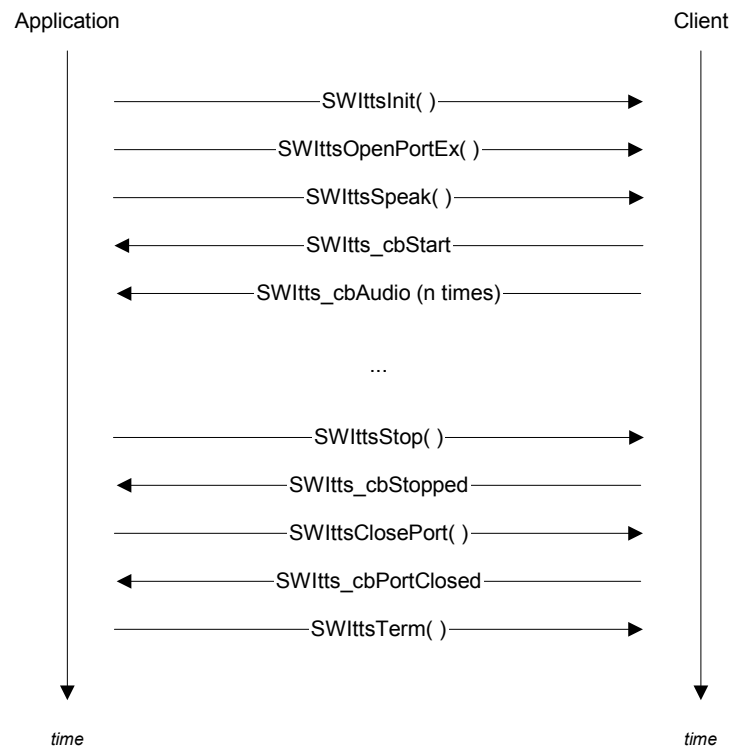 Application Client
SWIttsInit( )
SWIttsOpenPortEx( )
SWIttsSpeak( )
SWItts_cbStart
SWItts_cbAudio (n times)
...
SWIttsStop( )
SWItts_cbStopped
SWIttsClosePort( )
SWItts_cbPortClosed
SWIttsTerm( )
time time